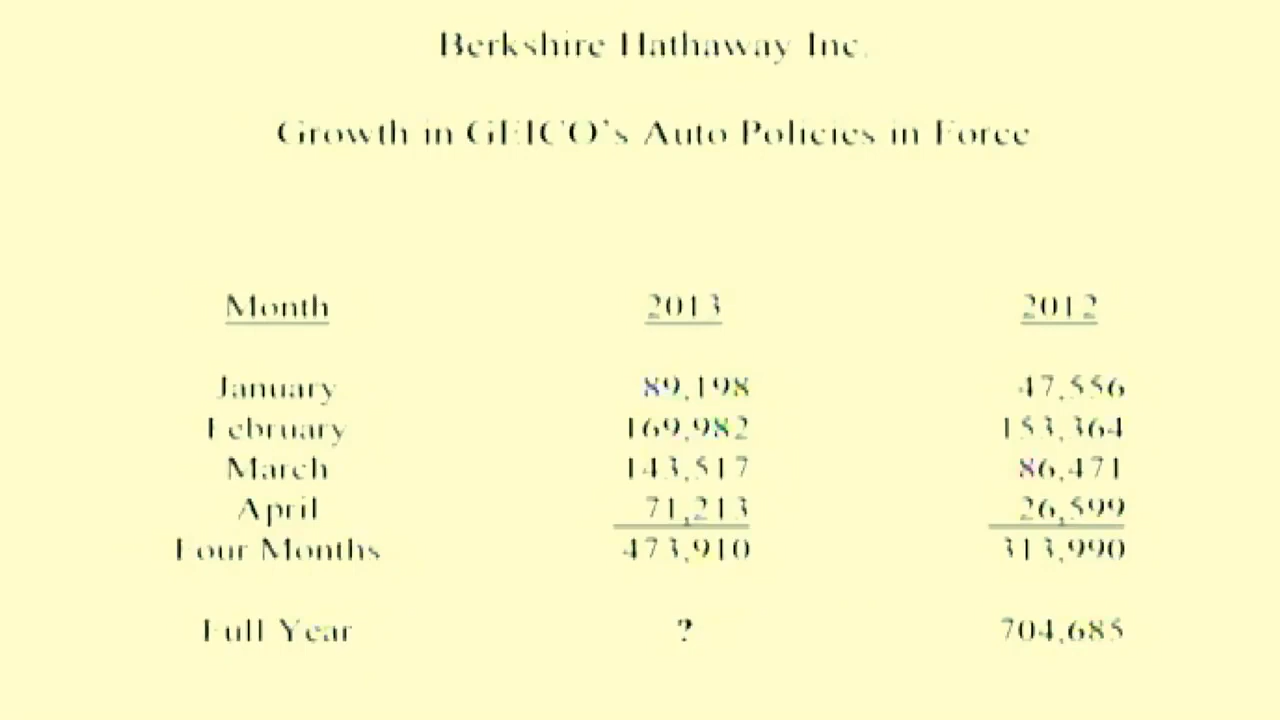 Berkshire Hathaway Inc.
Growth in GEICO's Auto Policies in Force
Month 2013 2012
January 89,198 47,556
February 169,982 153,364
March 143,517 86,471
April 71,213 26,599
Four Months 473,910 313,990
Full Year ? 704,685